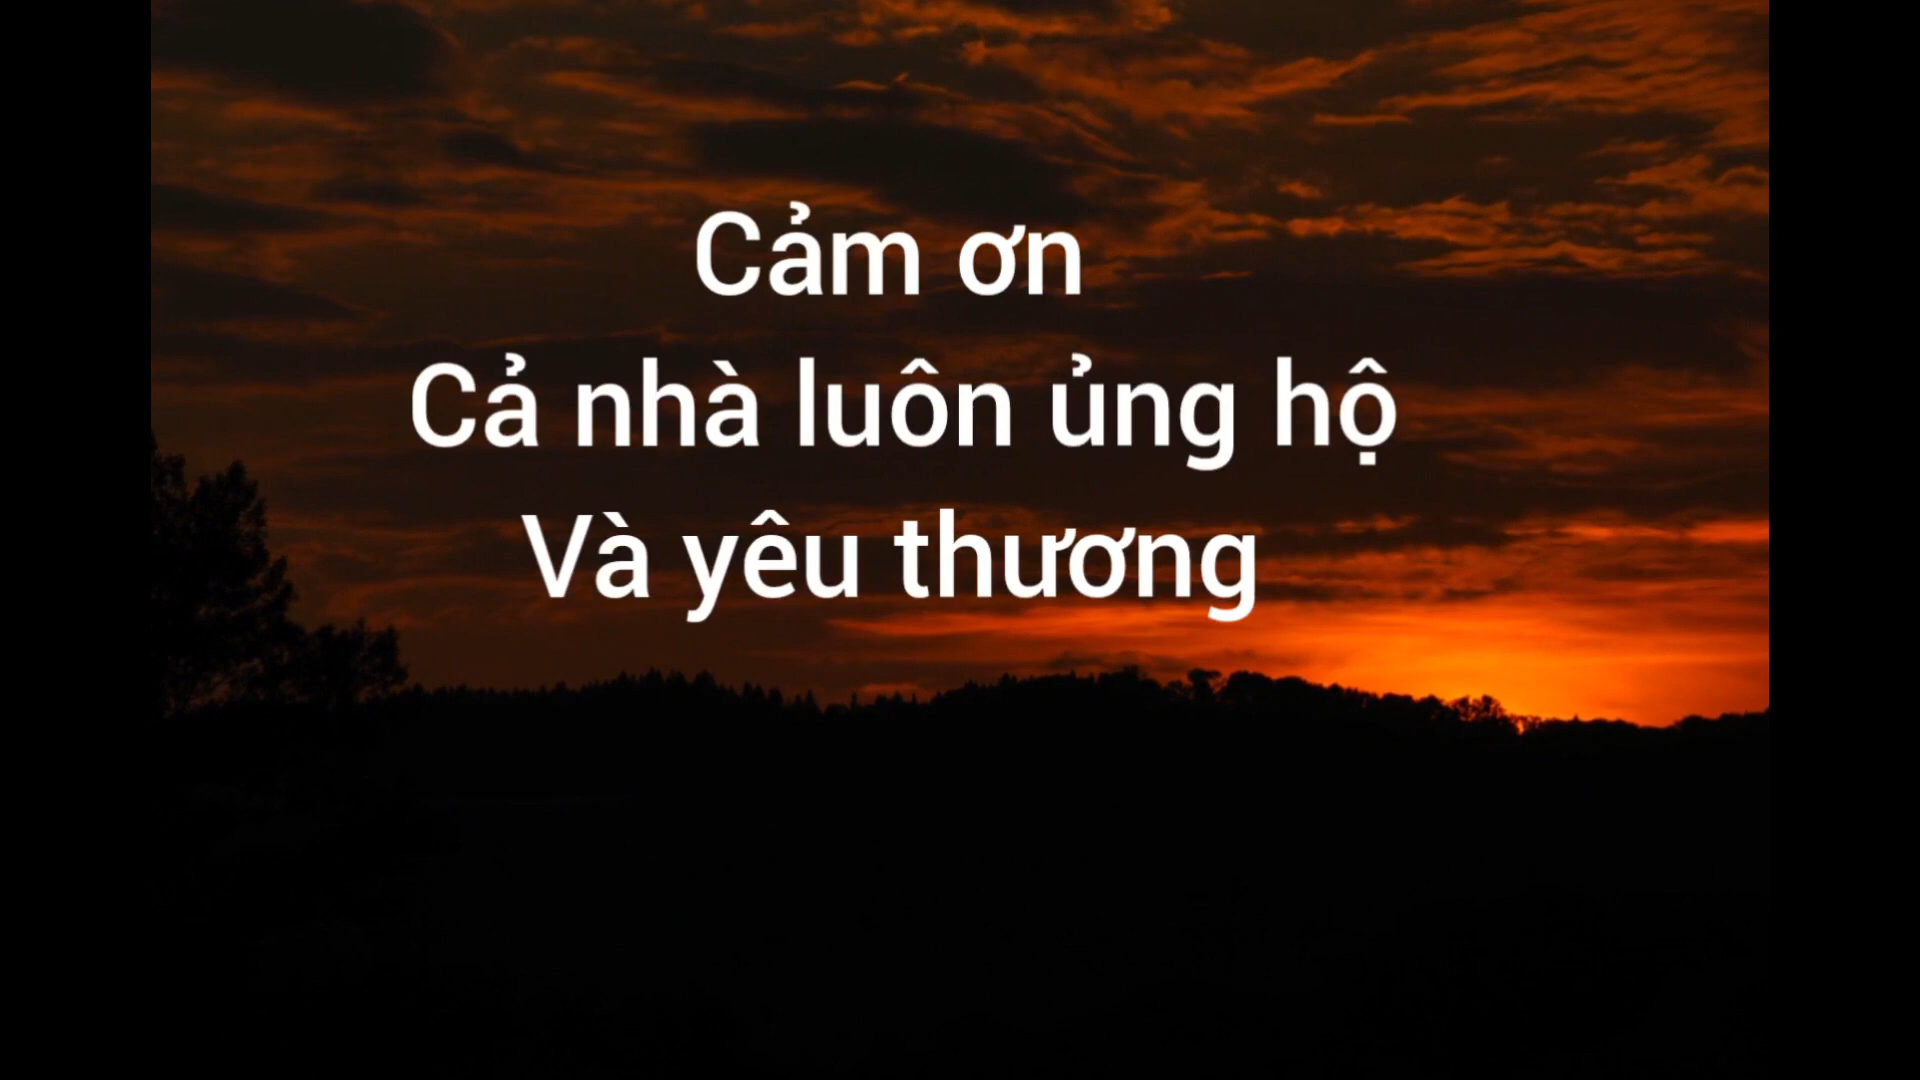 Cảm ơn
Cả nhà luôn ủng hộ
Và yêu thương